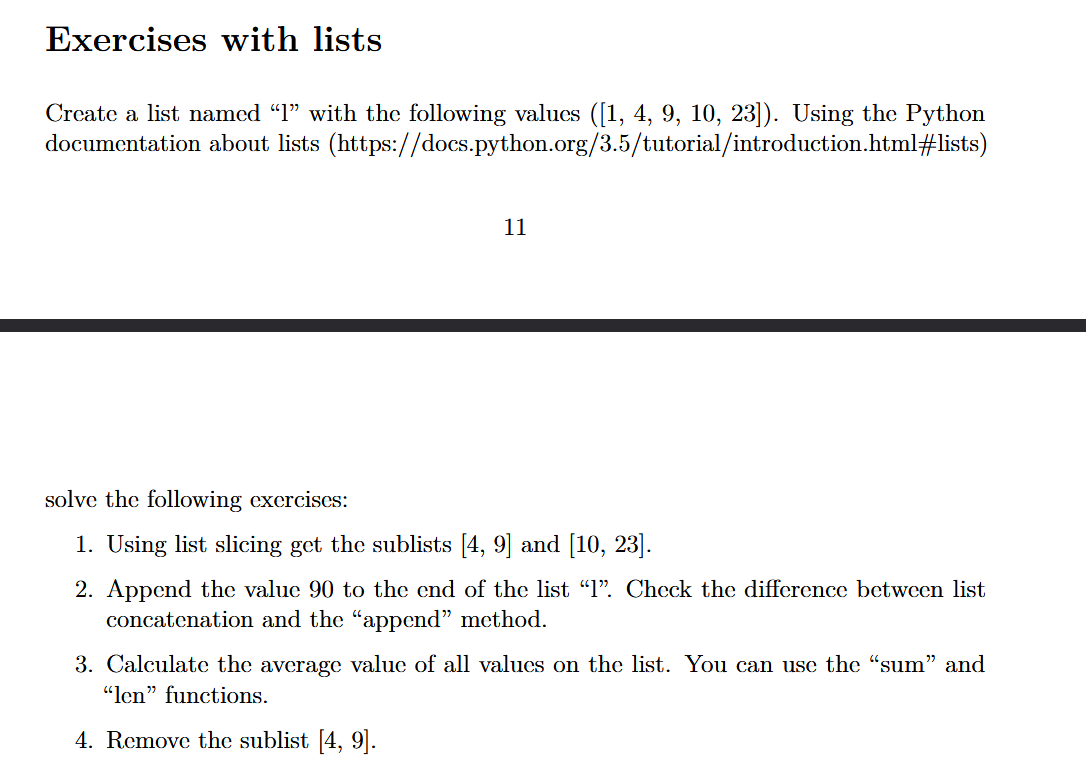 Exercises with lists
Create a list named “l” with the following values ([1, 4, 9, 10, 23]). Using the Python
documentation about lists (https://docs.python.org/3.5/tutorial/introduction.html#lists)
11
solve the following exercises:
1. Using list slicing get the sublists [4, 9] and [10, 23].
2. Append the value 90 to the end of the list “l”. Check the difference between list
concatenation and the “append” method.
3. Calculate the average value of all values on the list. You can use the “sum” and
“len” functions.
4. Remove the sublist [4, 9].